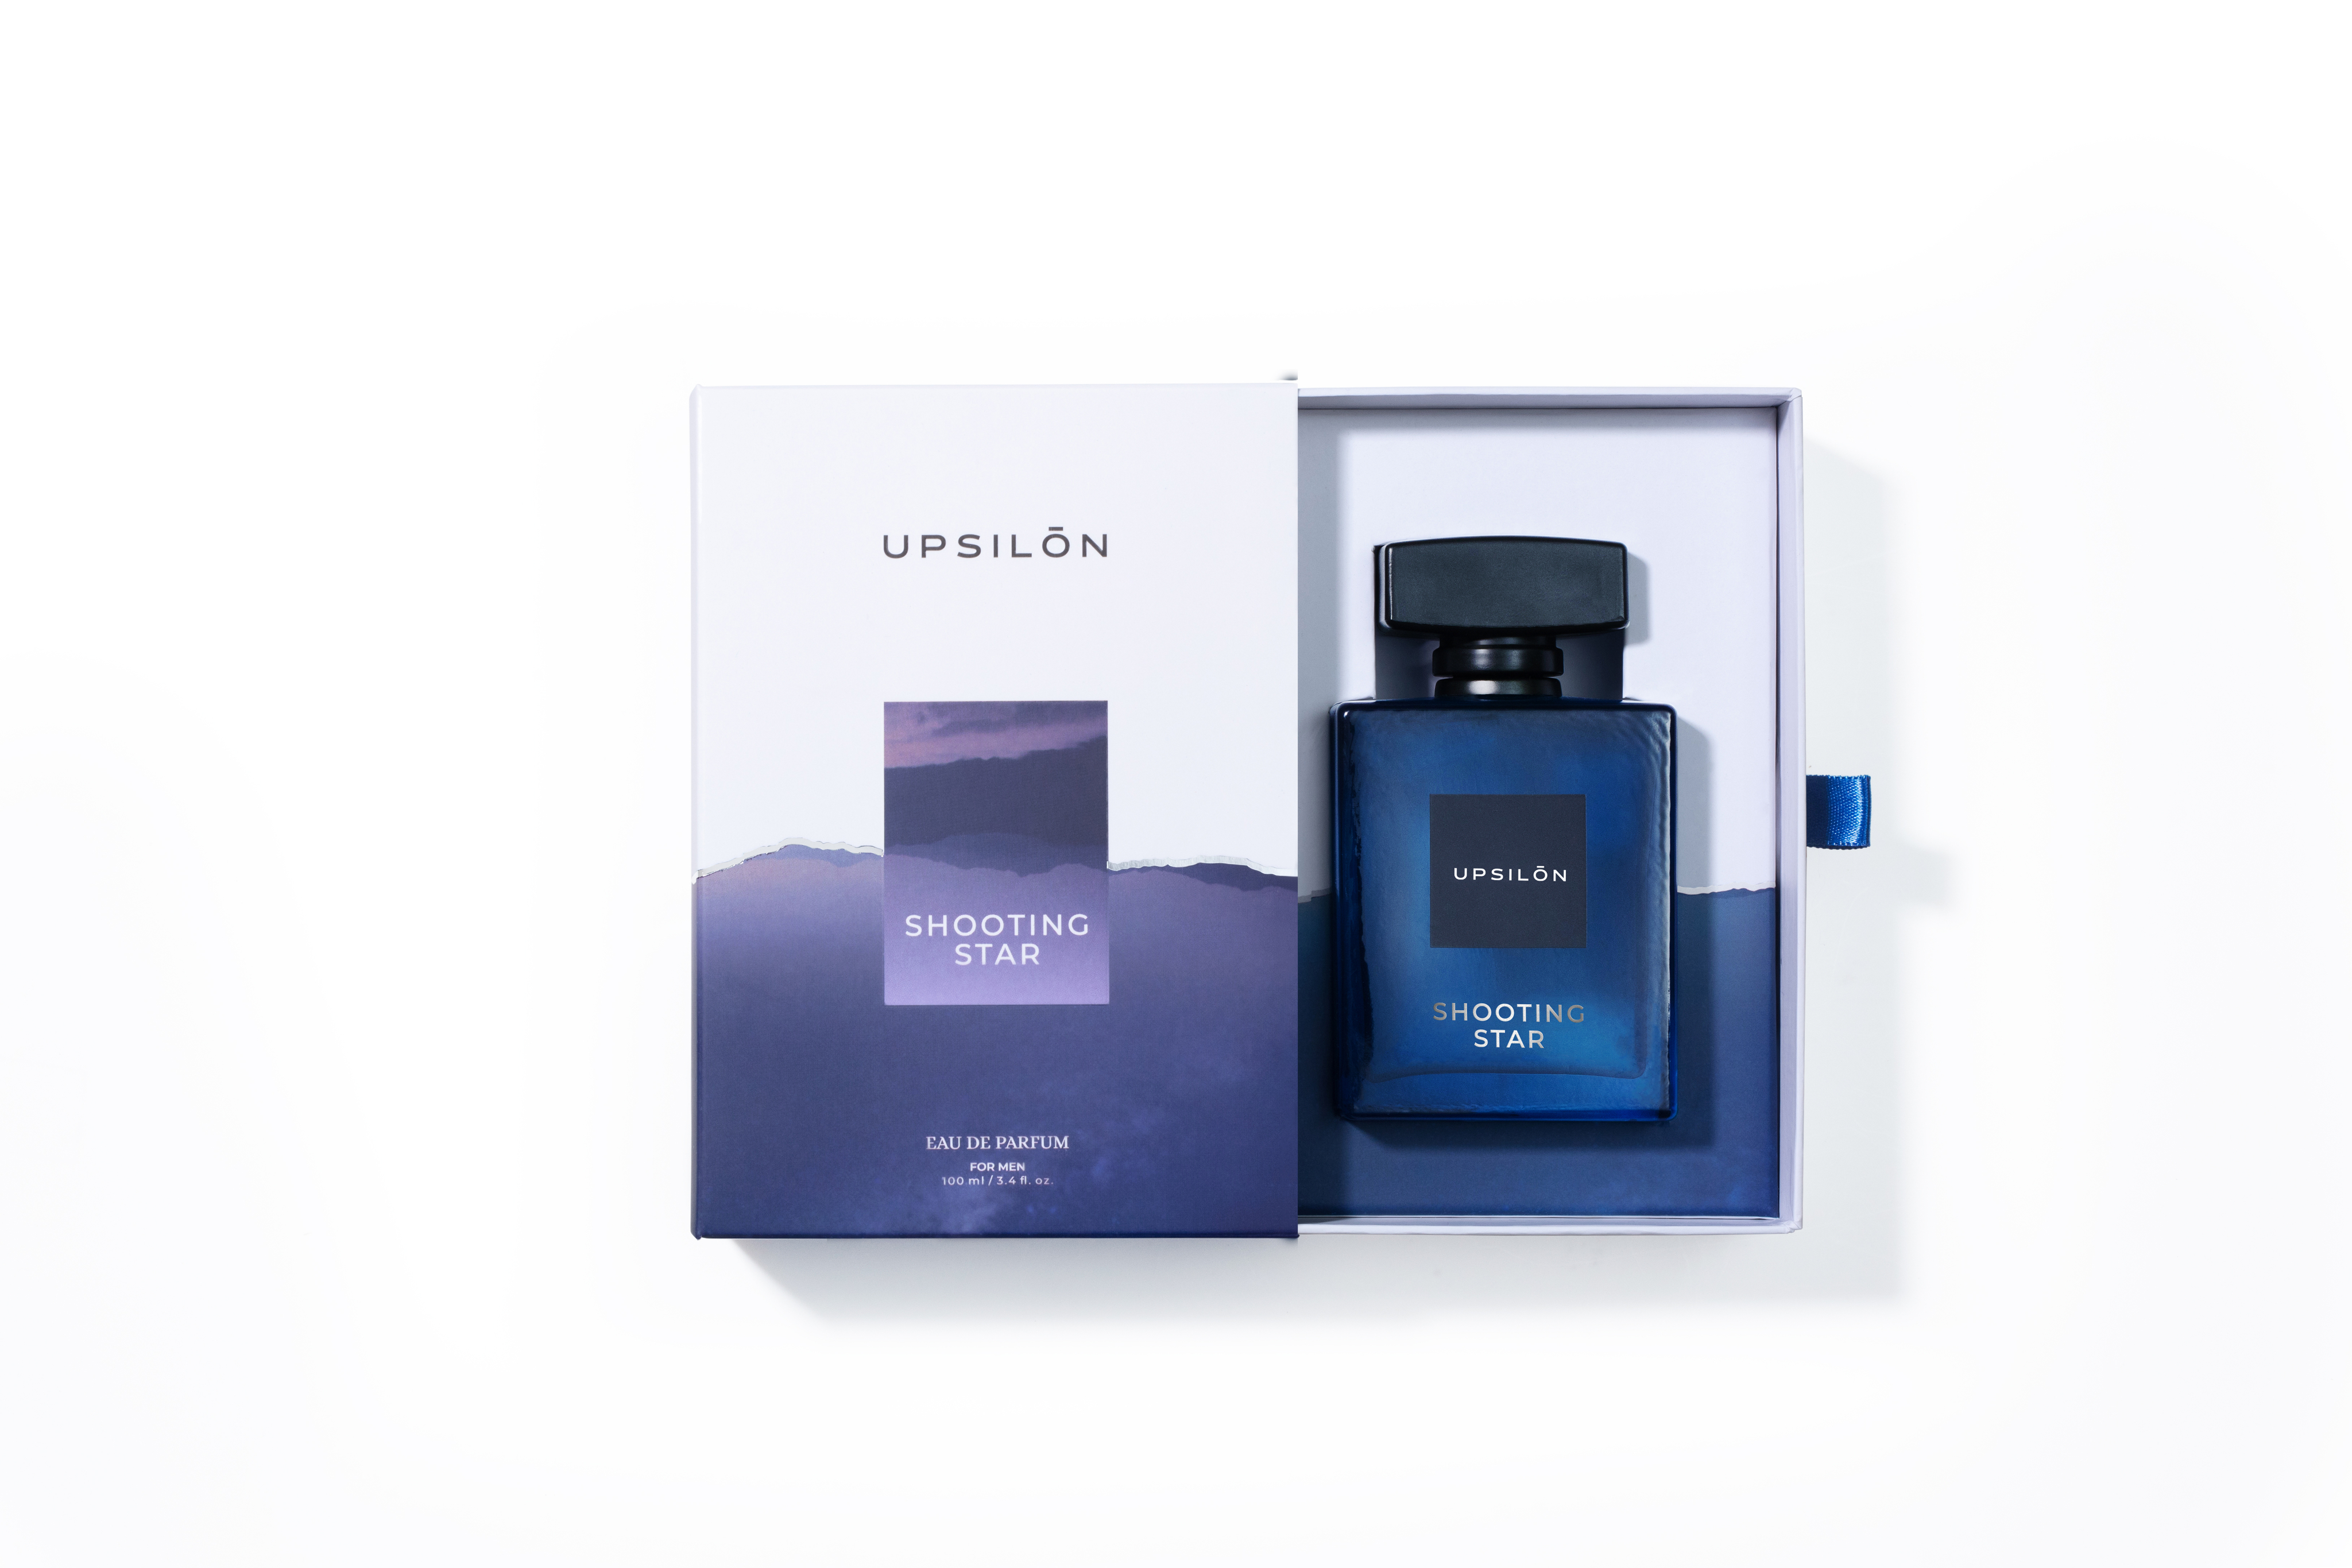 UPSILŌN
SHOOTING
STAR
EAU DE PARFUM
FOR MEN
100 ml / 3.4 fl. oz.
UPSILŌN
SHOOTING
STAR